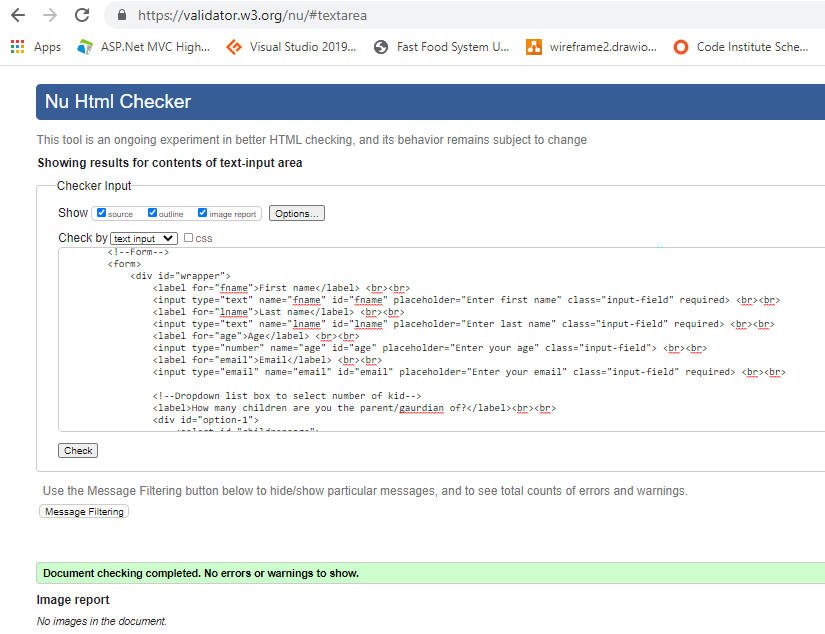 https://validator.w3.org/nu/#textarea
Apps ASP.Net MVC High... Visual Studio 2019... Fast Food System U... wireframe2.drawio... Code Institute Sche...
Nu Html Checker
This tool is an ongoing experiment in better HTML checking, and its behavior remains subject to change
Showing results for contents of text-input area
Checker Input
Show source outline image report Options...
Check by text input css
<!--Form-->
<form>
<div id="wrapper">
<label for="fname">First name</label> <br><br>
<input type="text" name="fname" id="fname" placeholder="Enter first name" class="input-field" required> <br><br>
<label for="lname">Last name</label> <br><br>
<input type="text" name="lname" id="lname" placeholder="Enter last name" class="input-field" required> <br><br>
<label for="age">Age</label> <br><br>
<input type="number" name="age" id="age" placeholder="Enter your age" class="input-field"> <br><br>
<label for="email">Email</label> <br><br>
<input type="email" name="email" id="email" placeholder="Enter your email" class="input-field" required> <br><br>
<!--Dropdown list box to select number of kid-->
<label>How many children are you the parent/gaurdian of?</label><br><br>
<div id="option-1">
Check
Use the Message Filtering button below to hide/show particular messages, and to see total counts of errors and warnings.
Message Filtering
Document checking completed. No errors or warnings to show.
Image report
No images in the document.